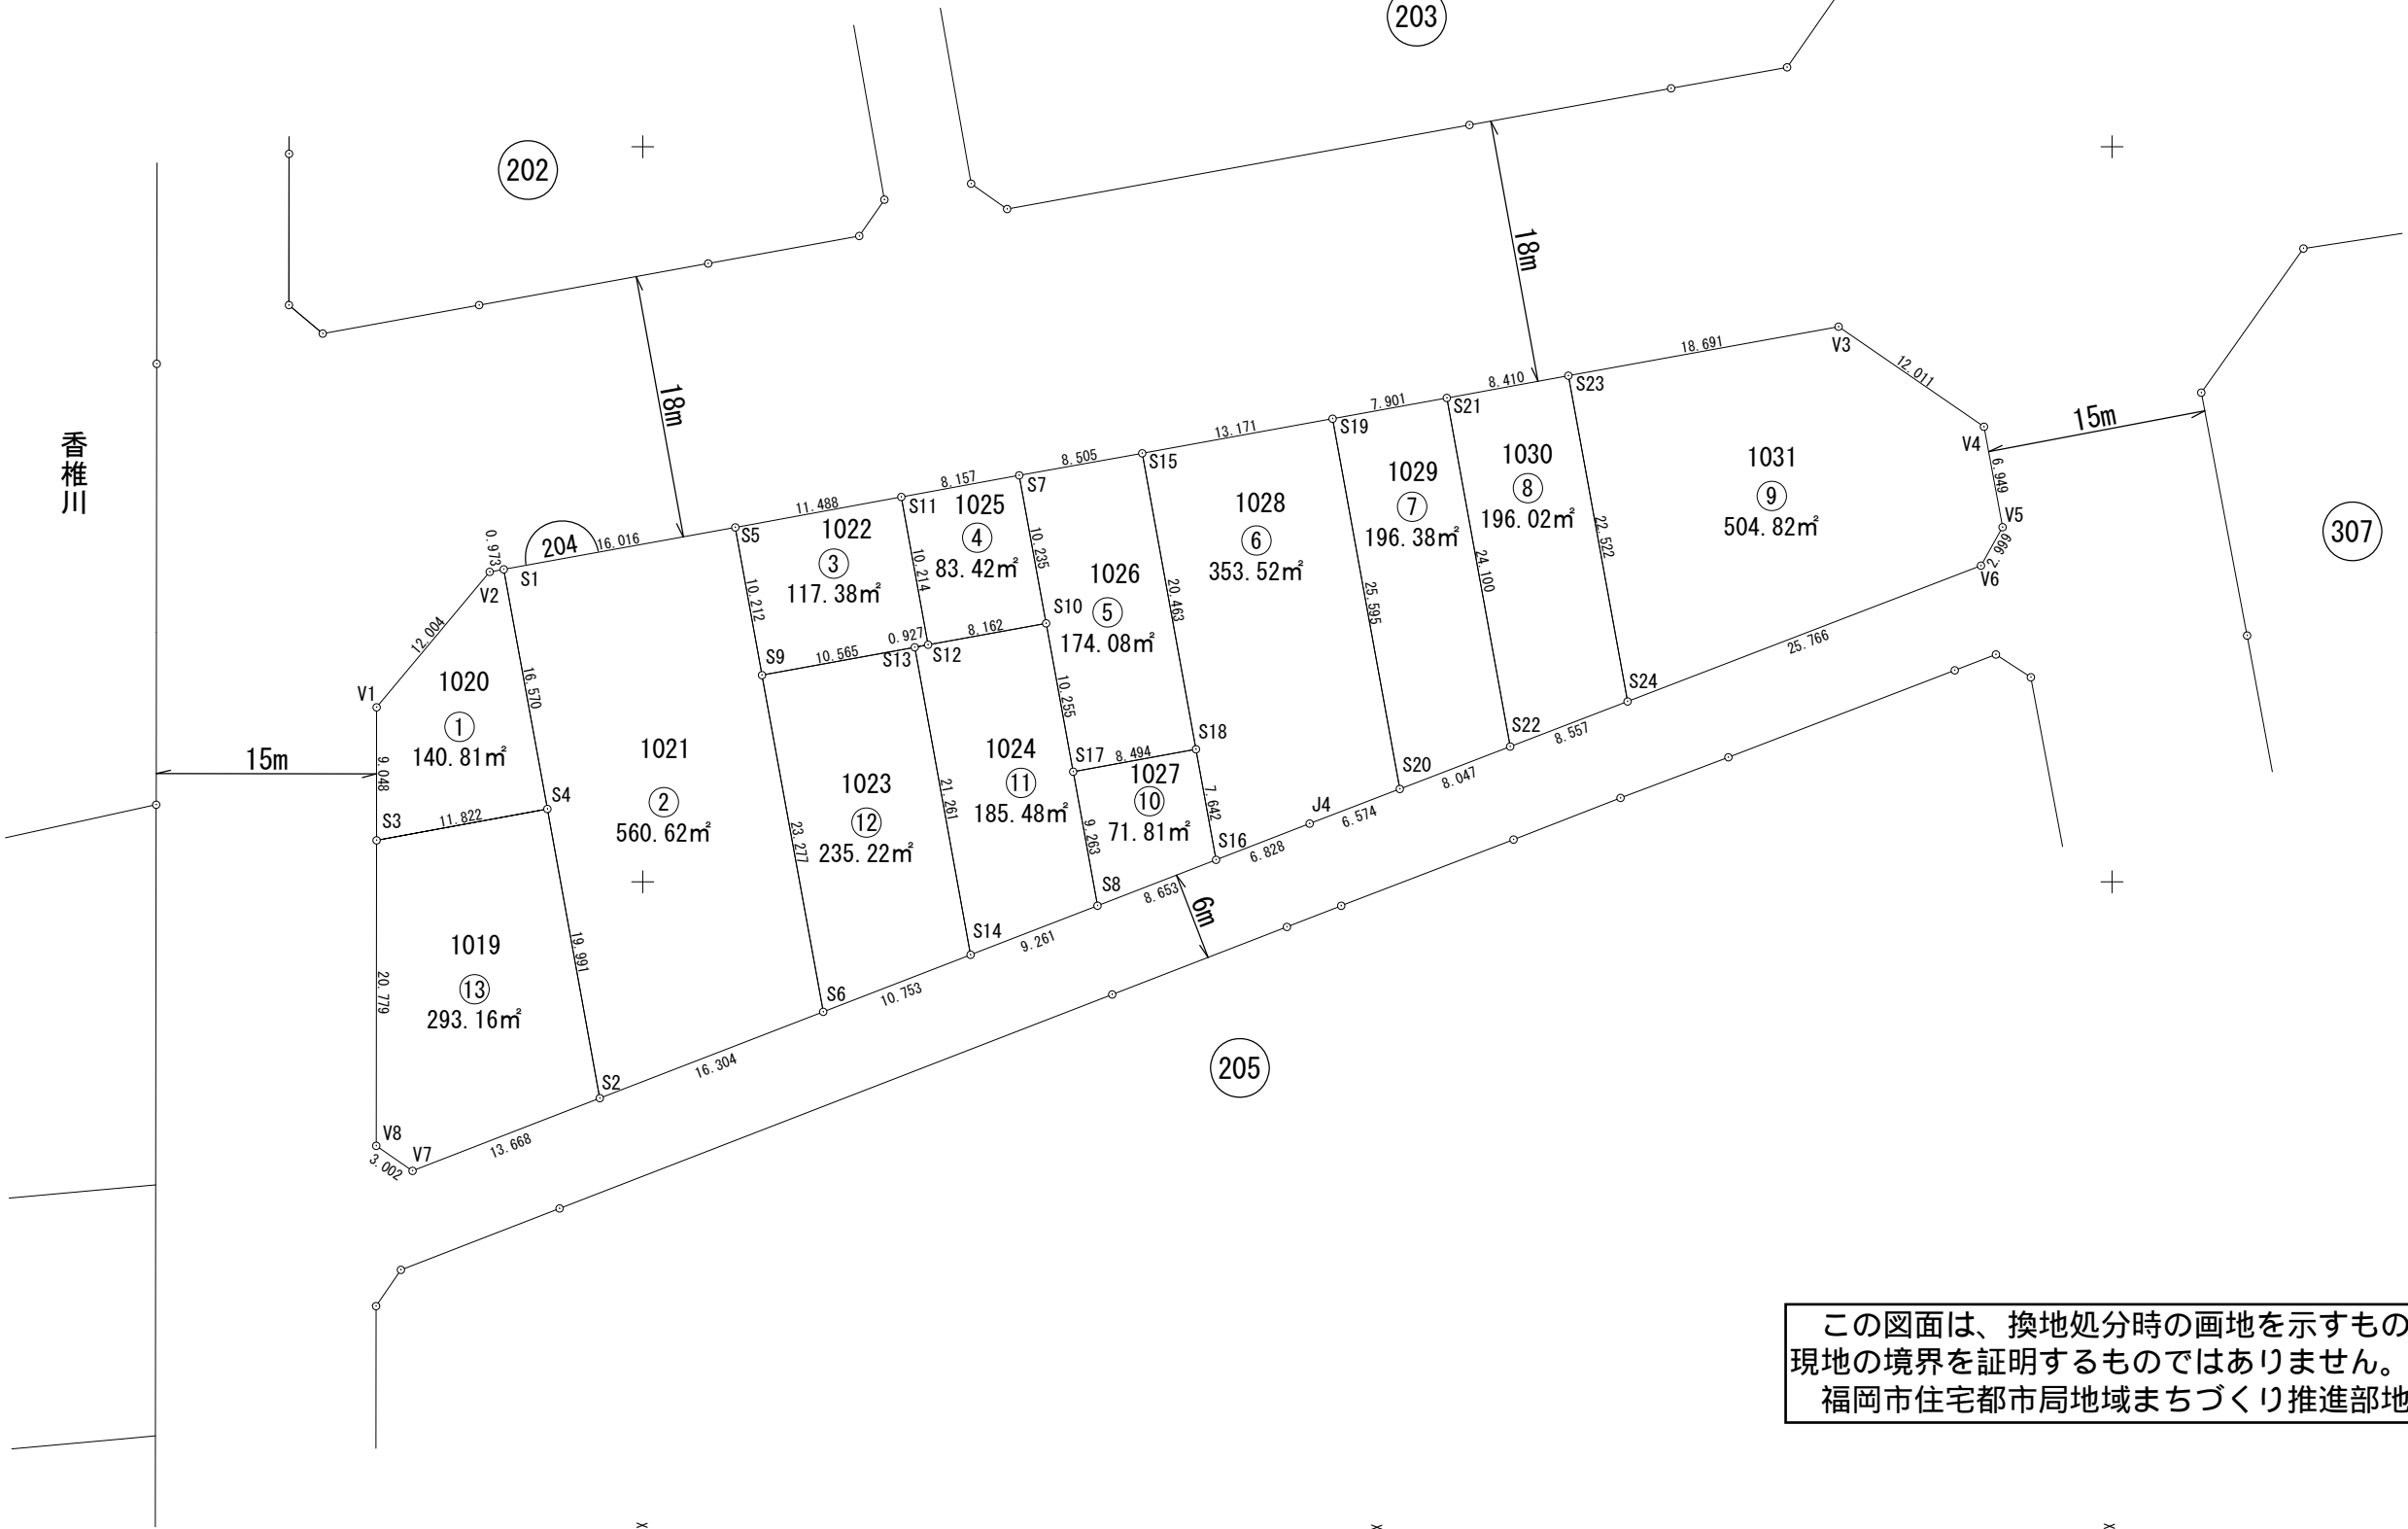 203
202
18m
18m
香椎川
V3
18.691
12.011
S23
8.410
S21
7.901
S19
13.171
S15
8.505
S7
8.157
S11
11.488
S5
16.016
204
0.973
S1
V2
15m
V4
6.949
V5
2.999
V6
307
1031
⑨
504.82㎡
22.522
1030
⑧
196.02㎡
24.100
1029
⑦
196.38㎡
25.595
1028
⑥
353.52㎡
20.463
1026
⑤
174.08㎡
10.235
S10
1025
④
83.42㎡
10.214
8.162
0.927
S12
S13
1022
③
117.38㎡
10.212
10.565
S9
12.004
V1
1020
①
140.81㎡
16.570
9.048
15m
S3
11.822
S4
1021
②
560.62㎡
1023
⑫
235.22㎡
23.277
21.261
1024
⑪
185.48㎡
10.255
S17
8.494
S18
1027
⑩
71.81㎡
7.642
9.263
S16
S8
8.653
6.828
J4
6.574
S20
8.047
S22
8.557
S24
25.766
6m
S14
9.261
10.753
S6
16.304
S2
13.668
19.991
1019
⑬
293.16㎡
20.779
V8
3.002
V7
205
この図面は、換地処分時の画地を示すもの
現地の境界を証明するものではありません。
福岡市住宅都市局地域まちづくり推進部地